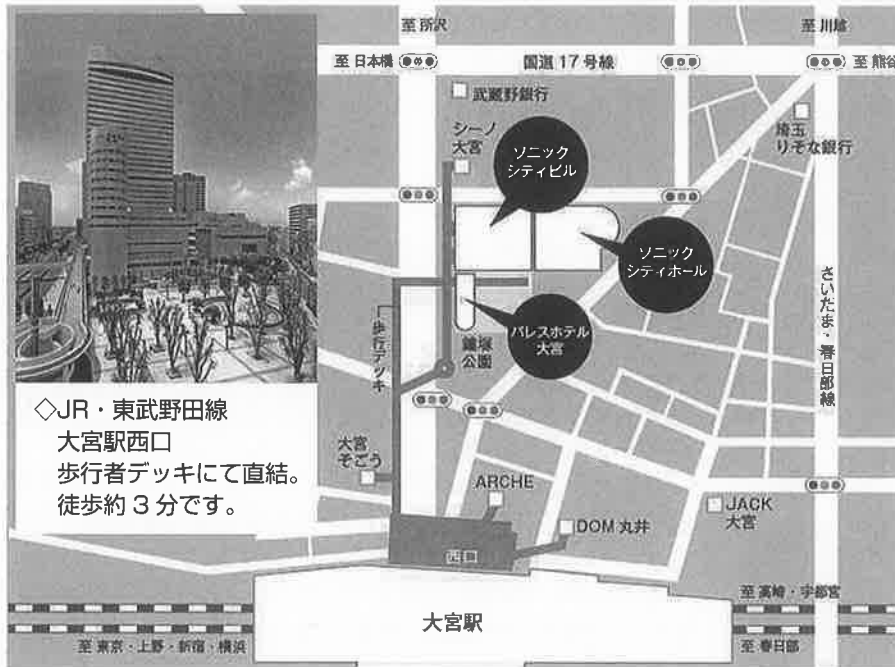 至 所沢
至 川越
至 日本橋
国道 17 号線
至 熊谷
武蔵野銀行
シーノ
大宮
ソニック
シティビル
埼玉
りそな銀行
ソニック
シティホール
さいたま・春日部線
パレスホテル
大宮
鐘塚
公園
歩行デッキ
◇JR・東武野田線
大宮駅西口
歩行者デッキにて直結。
徒歩約 3 分です。
大宮
そごう
ARCHE
DOM 丸井
JACK
大宮
西口
大宮駅
至 高崎・宇都宮
至 東京・上野・新宿・横浜
至 春日部